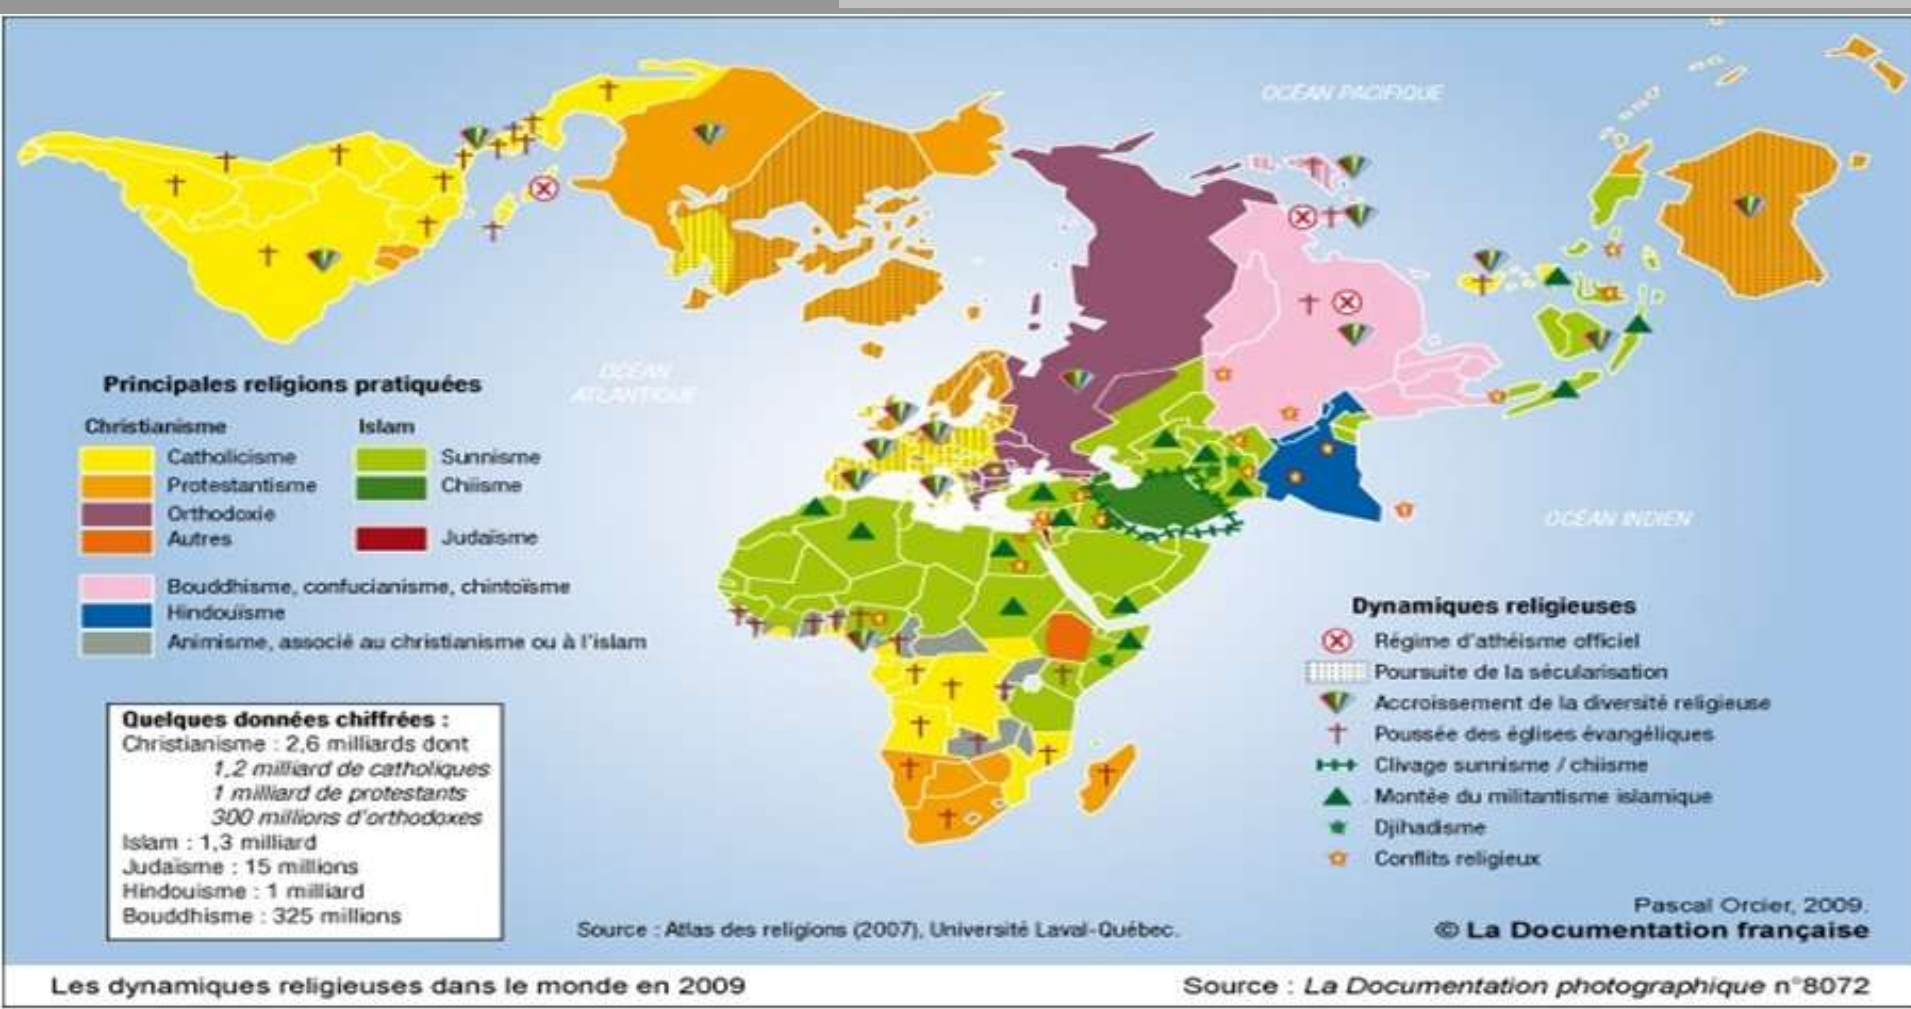 OCÉAN PACIFIQUE
OCÉAN
ATLANTIQUE
OCÉAN INDIEN
Principales religions pratiquées
Christianisme
Catholicisme
Protestantisme
Orthodoxie
Autres
Islam
Sunnisme
Chiisme
Judaïsme
Bouddhisme, confucianisme, chintoïsme
Hindouïsme
Animisme, associé au christianisme ou à l'islam
Quelques données chiffrées :
Christianisme : 2,6 milliards dont
1,2 milliard de catholiques
1 milliard de protestants
300 millions d'orthodoxes
Islam : 1,3 milliard
Judaïsme : 15 millions
Hindouisme : 1 milliard
Bouddhisme : 325 millions
Dynamiques religieuses
Régime d'athéisme officiel
Poursuite de la sécularisation
Accroissement de la diversité religieuse
Poussée des églises évangéliques
Clivage sunnisme / chiisme
Montée du militantisme islamique
Djihadisme
Conflits religieux
Source : Atlas des religions (2007), Université Laval-Québec.
Pascal Orcier, 2009.
© La Documentation française
Les dynamiques religieuses dans le monde en 2009
Source : La Documentation photographique n°8072